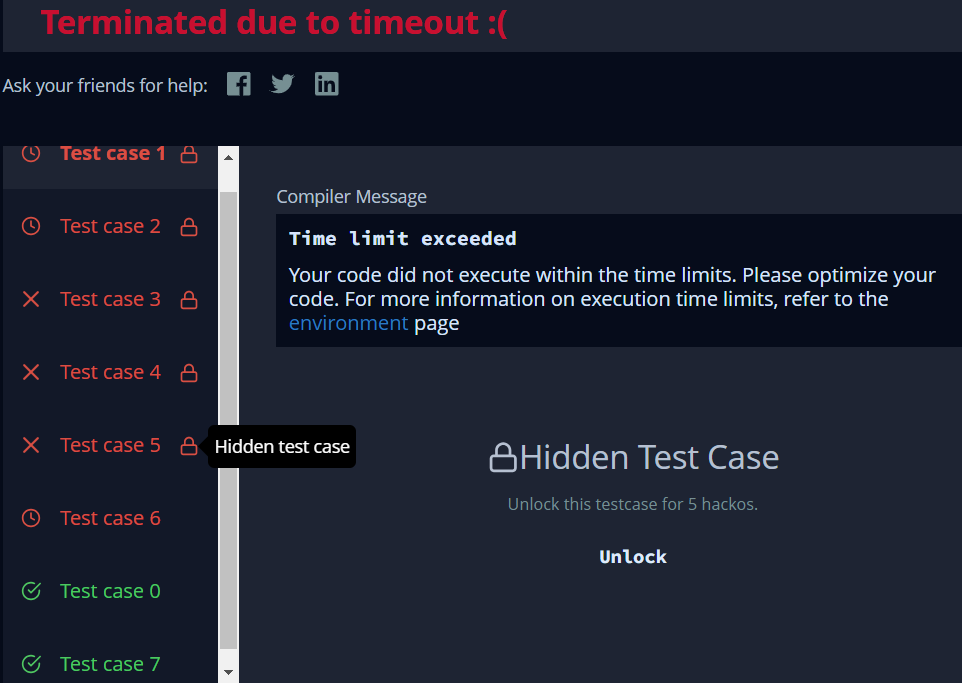 Terminated due to timeout :(
Ask your friends for help:
Test case 1
Test case 2
Test case 3
Test case 4
Test case 5
Hidden test case
Test case 6
Test case 0
Test case 7
Compiler Message
Time limit exceeded
Your code did not execute within the time limits. Please optimize your
code. For more information on execution time limits, refer to the
environment page
Hidden Test Case
Unlock this testcase for 5 hackos.
Unlock